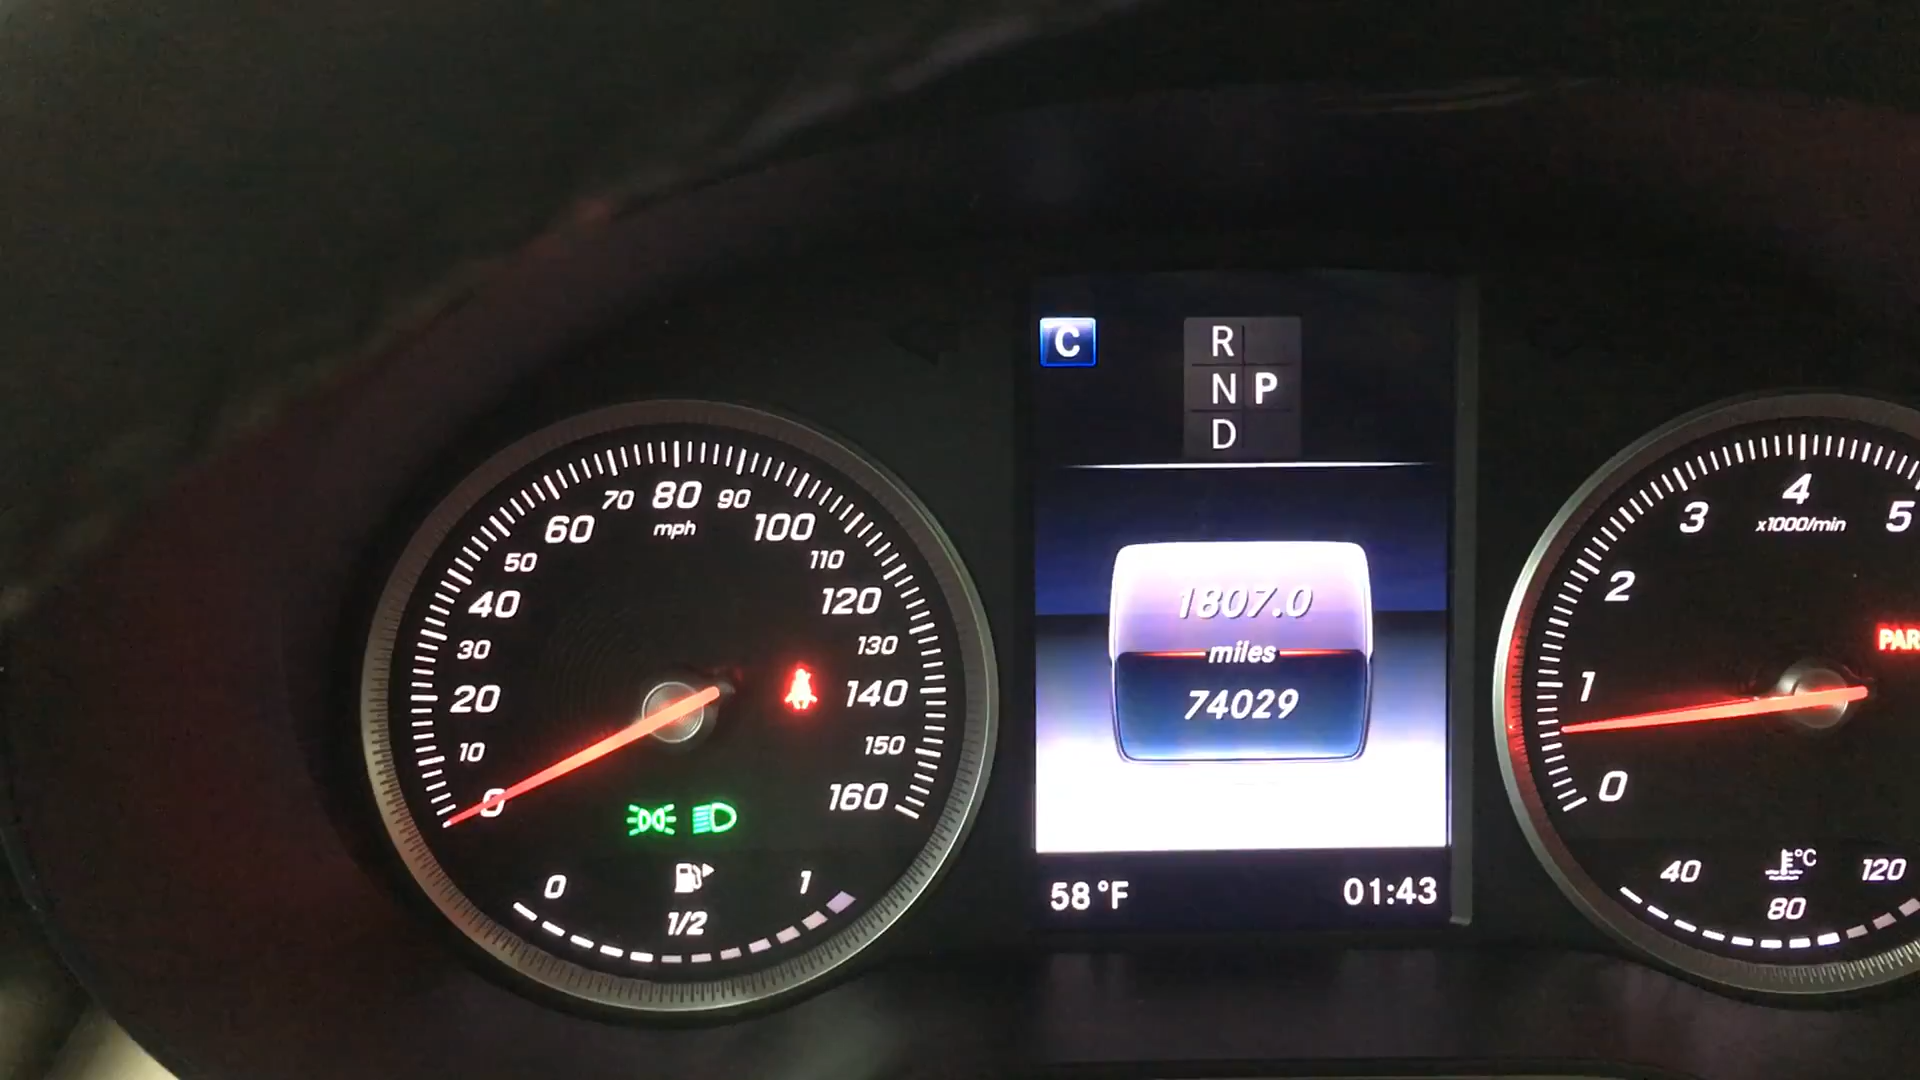 C
R
N P
D
80
70 90
mph
60 100
50 110
40 120
30 130
20 140
10 150
0 160
0 1
1/2
1807.0
miles
74029
58°F 01:43
4
3 5
x1000/min
2
PAR
1
0
°C
40 120
80